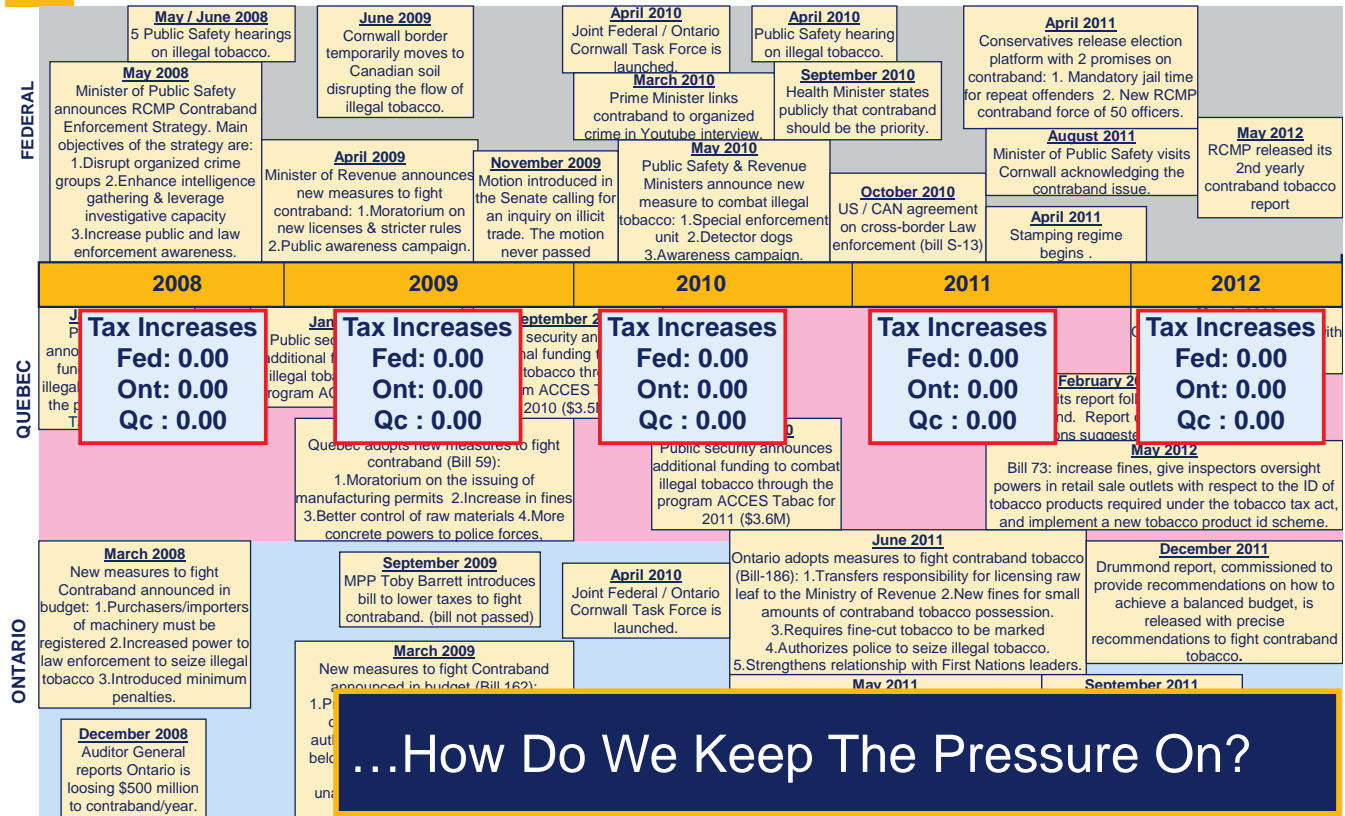 FEDERAL
May / June 2008
5 Public Safety hearings
on illegal tobacco.
May 2008
Minister of Public Safety
announces RCMP Contraband
Enforcement Strategy. Main
objectives of the strategy are:
1.Disrupt organized crime
groups 2.Enhance intelligence
gathering & leverage
investigative capacity
3.Increase public and law
enforcement awareness.
June 2009
Cornwall border
temporarily moves to
Canadian soil
disrupting the flow of
illegal tobacco.
April 2009
Minister of Revenue announces
new measures to fight
contraband: 1.Moratorium on
new licenses & stricter rules
2.Public awareness campaign.
November 2009
Motion introduced in
the Senate calling for
an inquiry on illicit
trade. The motion
never passed
April 2010
Joint Federal / Ontario
Cornwall Task Force is
launched.
March 2010
Prime Minister links
contraband to organized
crime in Youtube interview.
April 2010
Public Safety hearing
on illegal tobacco.
September 2010
Health Minister states
publicly that contraband
should be the priority.
May 2010
Public Safety & Revenue
Ministers announce new
measure to combat illegal
tobacco: 1.Special enforcement
unit 2.Detector dogs
3.Awareness campaign.
October 2010
US / CAN agreement
on cross-border Law
enforcement (bill S-13)
April 2011
Conservatives release election
platform with 2 promises on
contraband: 1. Mandatory jail time
for repeat offenders 2. New RCMP
contraband force of 50 officers.
August 2011
Minister of Public Safety visits
Cornwall acknowledging the
contraband issue.
April 2011
Stamping regime
begins .
May 2012
RCMP released its
2nd yearly
contraband tobacco
report
2008 2009 2010 2011 2012
QUEBEC
Tax Increases
Fed: 0.00
Ont: 0.00
Qc : 0.00
Tax Increases
Fed: 0.00
Ont: 0.00
Qc : 0.00
Tax Increases
Fed: 0.00
Ont: 0.00
Qc : 0.00
Tax Increases
Fed: 0.00
Ont: 0.00
Qc : 0.00
Tax Increases
Fed: 0.00
Ont: 0.00
Qc : 0.00
Quebec adopts new measures to fight
contraband (Bill 59):
1.Moratorium on the issuing of
manufacturing permits 2.Increase in fines
3.Better control of raw materials 4.More
concrete powers to police forces,
Public security announces
additional funding to combat
illegal tobacco through the
program ACCES Tabac for
2011 ($3.6M)
May 2012
Bill 73: increase fines, give inspectors oversight
powers in retail sale outlets with respect to the ID of
tobacco products required under the tobacco tax act,
and implement a new tobacco product id scheme.
ONTARIO
March 2008
New measures to fight
Contraband announced in
budget: 1.Purchasers/importers
of machinery must be
registered 2.Increased power to
law enforcement to seize illegal
tobacco 3.Introduced minimum
penalties.
December 2008
Auditor General
reports Ontario is
loosing $500 million
to contraband/year.
September 2009
MPP Toby Barrett introduces
bill to lower taxes to fight
contraband. (bill not passed)
March 2009
New measures to fight Contraband
announced in budget (Bill 162):
April 2010
Joint Federal / Ontario
Cornwall Task Force is
launched.
June 2011
Ontario adopts measures to fight contraband tobacco
(Bill-186): 1.Transfers responsibility for licensing raw
leaf to the Ministry of Revenue 2.New fines for small
amounts of contraband tobacco possession.
3.Requires fine-cut tobacco to be marked
4.Authorizes police to seize illegal tobacco.
5.Strengthens relationship with First Nations leaders.
December 2011
Drummond report, commissioned to
provide recommendations on how to
achieve a balanced budget, is
released with precise
recommendations to fight contraband
tobacco.
May 2011
September 2011
…How Do We Keep The Pressure On?